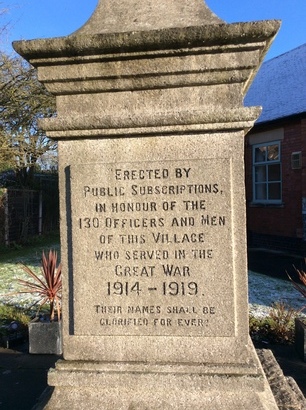 Erected by
Public Subscriptions,
in honour of the
130 Officers and Men
of this Village
who served in the
Great War
1914 – 1919.
Their names shall be
glorified for ever!